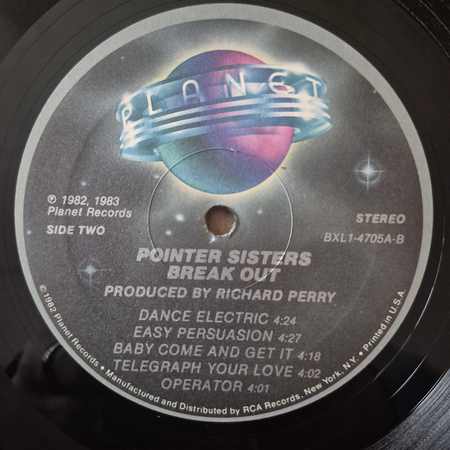 PLANET
℗ 1982, 1983
Planet Records
SIDE TWO
STEREO
BXL1-4705A-B
POINTER SISTERS
BREAK OUT
PRODUCED BY RICHARD PERRY
DANCE ELECTRIC 4:24
EASY PERSUASION 4:27
BABY COME AND GET IT 4:18
TELEGRAPH YOUR LOVE 4:02
OPERATOR 4:01
©1982 Planet Records • Manufactured and Distributed by RCA Records, New York, N.Y. • Printed in U.S.A.